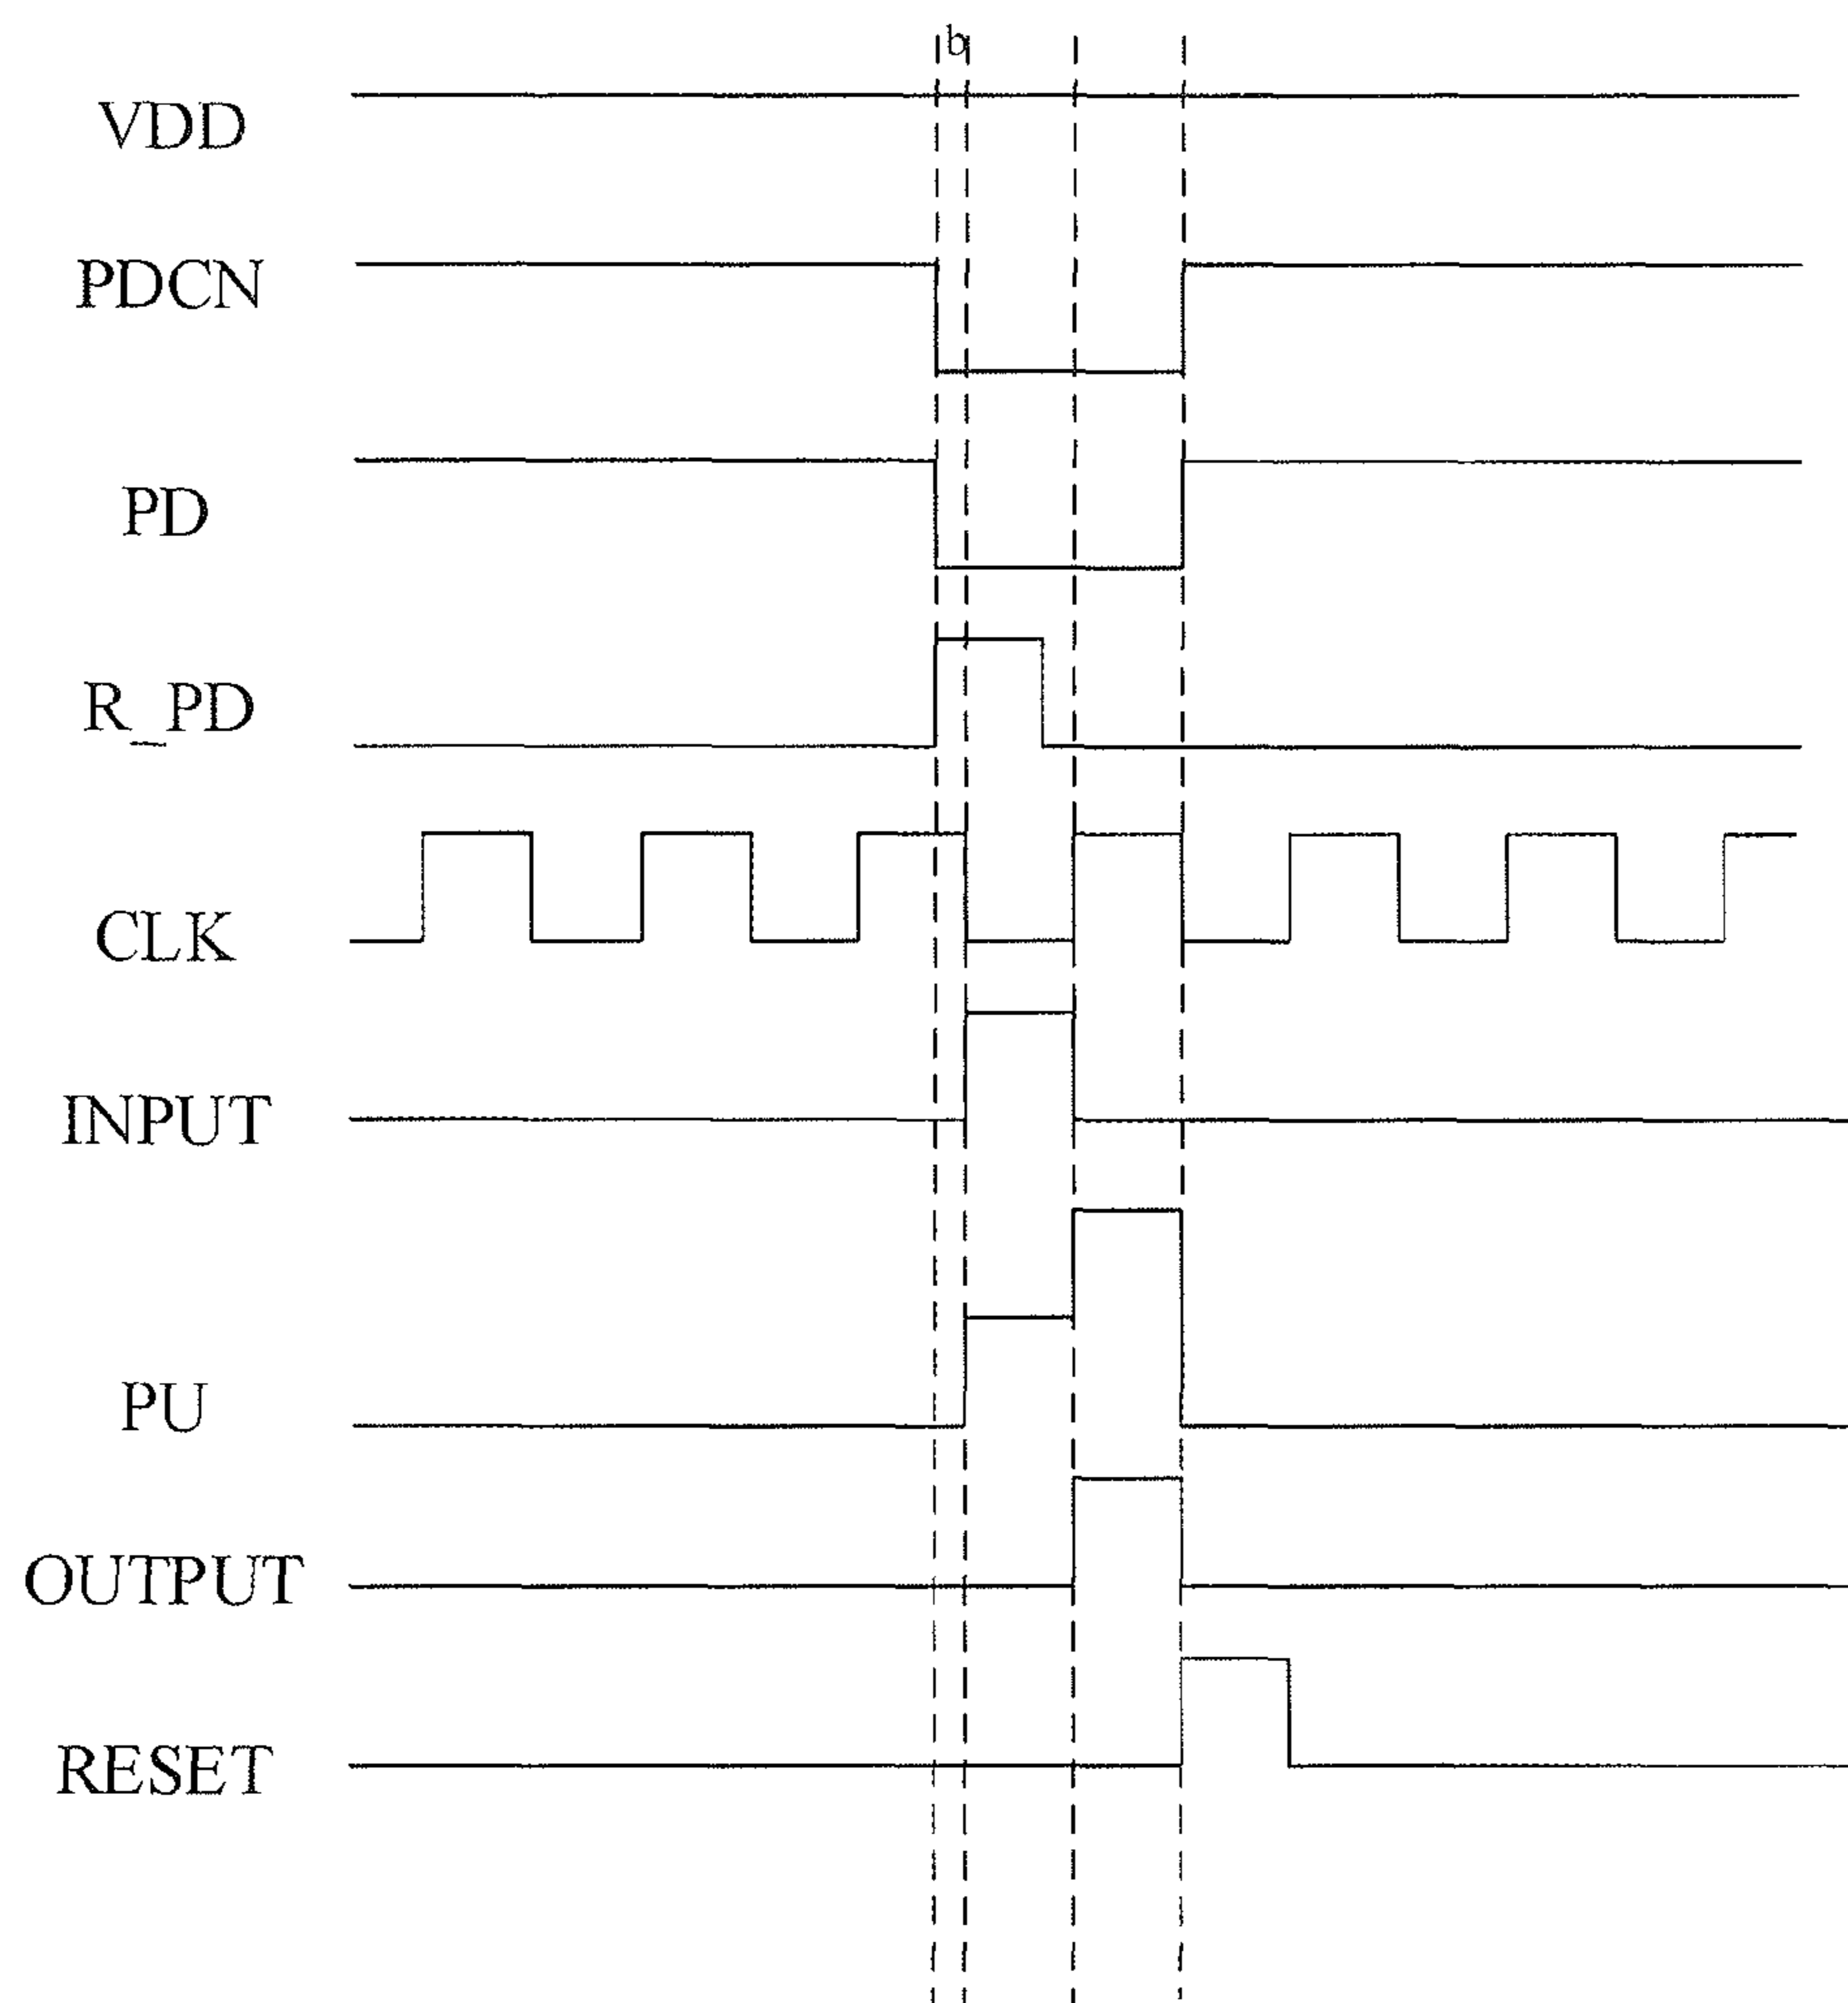 b
VDD
PDCN
PD
R_PD
CLK
INPUT
PU
OUTPUT
RESET